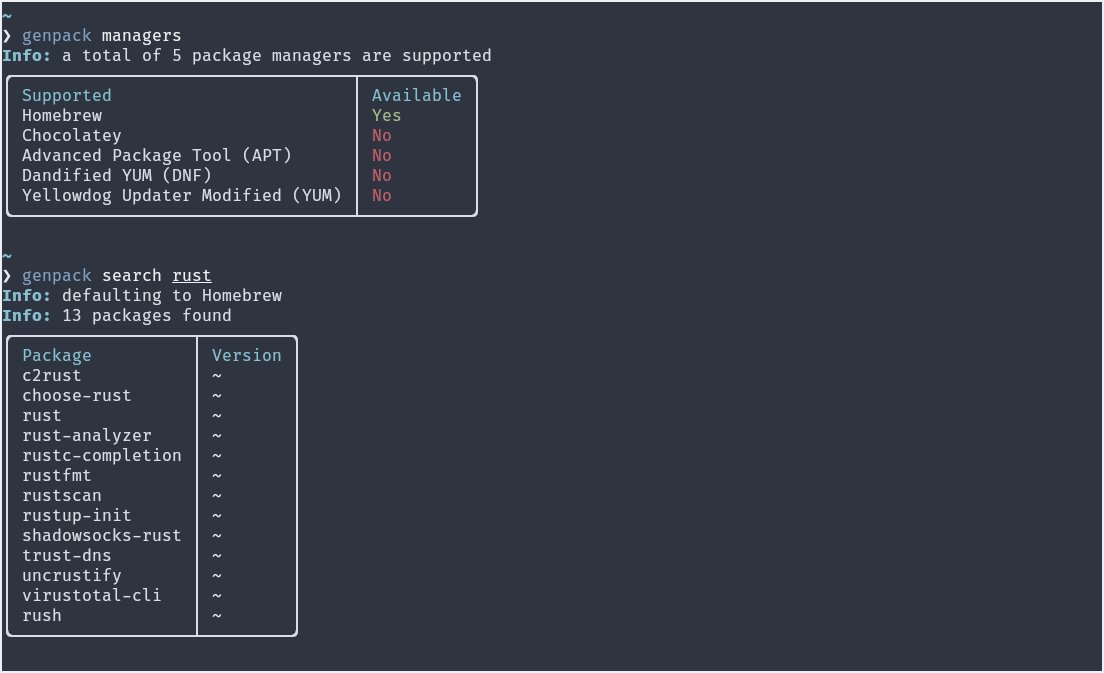 ~
❯ genpack managers
Info: a total of 5 package managers are supported
Supported Available
Homebrew Yes
Chocolatey No
Advanced Package Tool (APT) No
Dandified YUM (DNF) No
Yellowdog Updater Modified (YUM) No
~
❯ genpack search rust
Info: defaulting to Homebrew
Info: 13 packages found
Package Version
c2rust ~
choose-rust ~
rust ~
rust-analyzer ~
rustc-completion ~
rustfmt ~
rustscan ~
rustup-init ~
shadowsocks-rust ~
trust-dns ~
uncrustify ~
virustotal-cli ~
rush ~